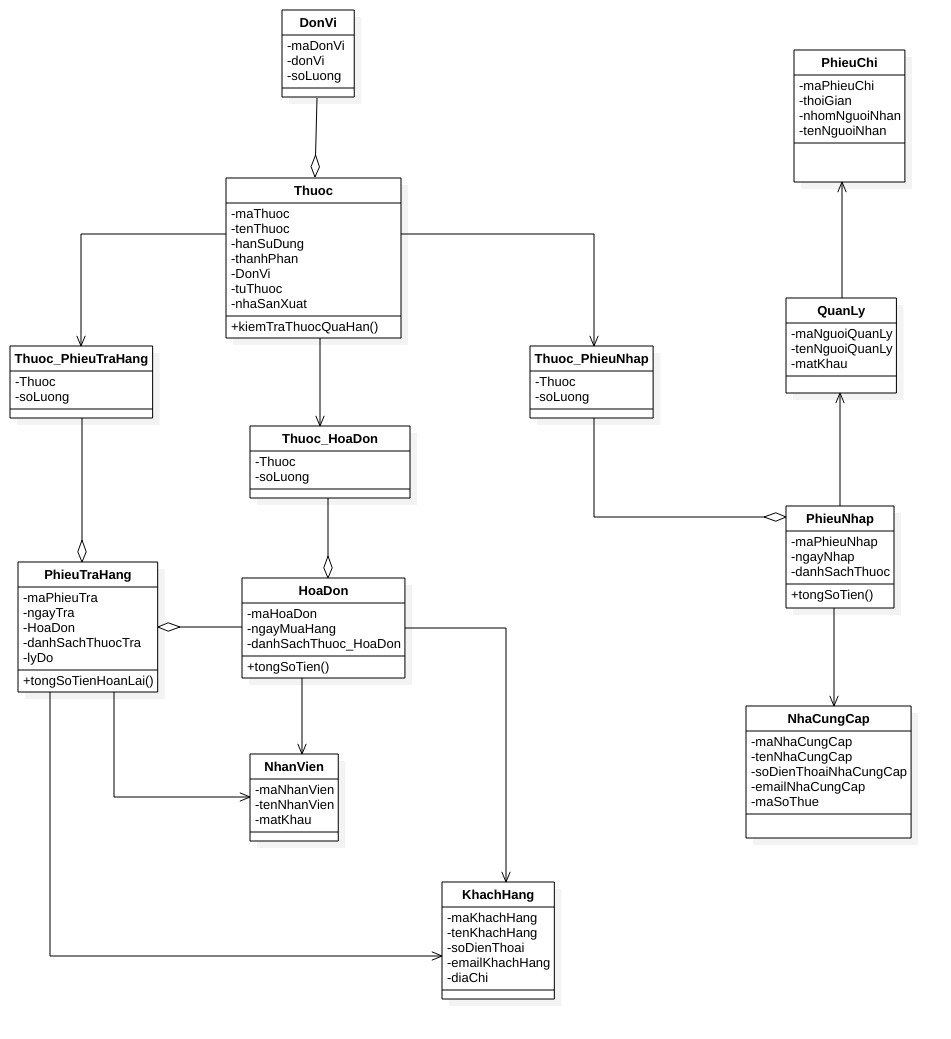 DonVi
-maDonVi
-donVi
-soLuong
PhieuChi
-maPhieuChi
-thoiGian
-nhomNguoiNhan
-tenNguoiNhan
Thuoc
-maThuoc
-tenThuoc
-hanSuDung
-thanhPhan
-DonVi
-tuThuoc
-nhaSanXuat
+kiemTraThuocQuaHan()
QuanLy
-maNguoiQuanLy
-tenNguoiQuanLy
-matKhau
Thuoc_PhieuTraHang
-Thuoc
-soLuong
Thuoc_PhieuNhap
-Thuoc
-soLuong
Thuoc_HoaDon
-Thuoc
-soLuong
PhieuNhap
-maPhieuNhap
-ngayNhap
-danhSachThuoc
+tongSoTien()
PhieuTraHang
-maPhieuTra
-ngayTra
-HoaDon
-danhSachThuocTra
-lyDo
+tongSoTienHoanLai()
HoaDon
-maHoaDon
-ngayMuaHang
-danhSachThuoc_HoaDon
+tongSoTien()
NhaCungCap
-maNhaCungCap
-tenNhaCungCap
-soDienThoaiNhaCungCap
-emailNhaCungCap
-maSoThue
NhanVien
-maNhanVien
-tenNhanVien
-matKhau
KhachHang
-maKhachHang
-tenKhachHang
-soDienThoai
-emailKhachHang
-diaChi